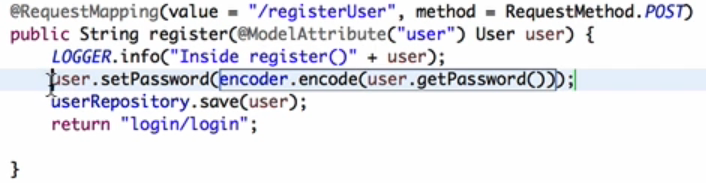 @RequestMapping(value = "/registerUser", method = RequestMethod.POST)
public String register(@ModelAttribute("user") User user) {
LOGGER.info("Inside register()" + user);
user.setPassword(encoder.encode(user.getPassword()));
userRepository.save(user);
return "login/login";
}